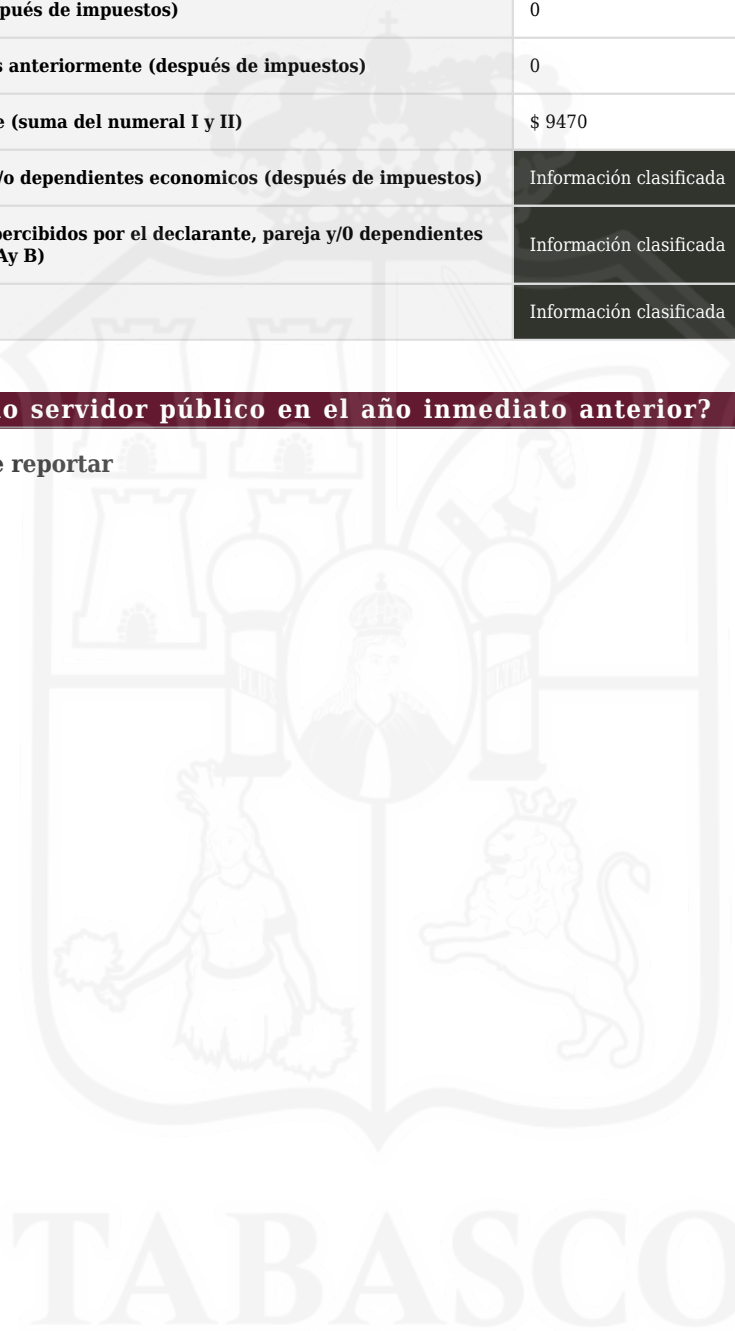 pués de impuestos)
0
s anteriormente (después de impuestos)
0
e (suma del numeral I y II)
$ 9470
/o dependientes economicos (después de impuestos)
Información clasificada
percibidos por el declarante, pareja y/0 dependientes
Ay B)
Información clasificada
Información clasificada
o servidor público en el año inmediato anterior?
e reportar
PLUS
ULTRA
TABASCO